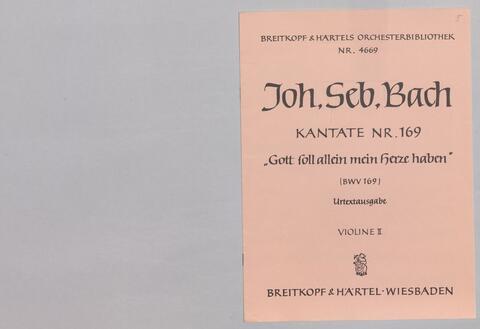 5
BREITKOPF & HÄRTELS ORCHESTERBIBLIOTHEK
NR. 4669
Joh. Seb. Bach
KANTATE NR. 169
„Gott soll allein mein Herze haben"
(BWV 169)
Urtextausgabe
VIOLINE II
BREITKOPF & HÄRTEL · WIESBADEN